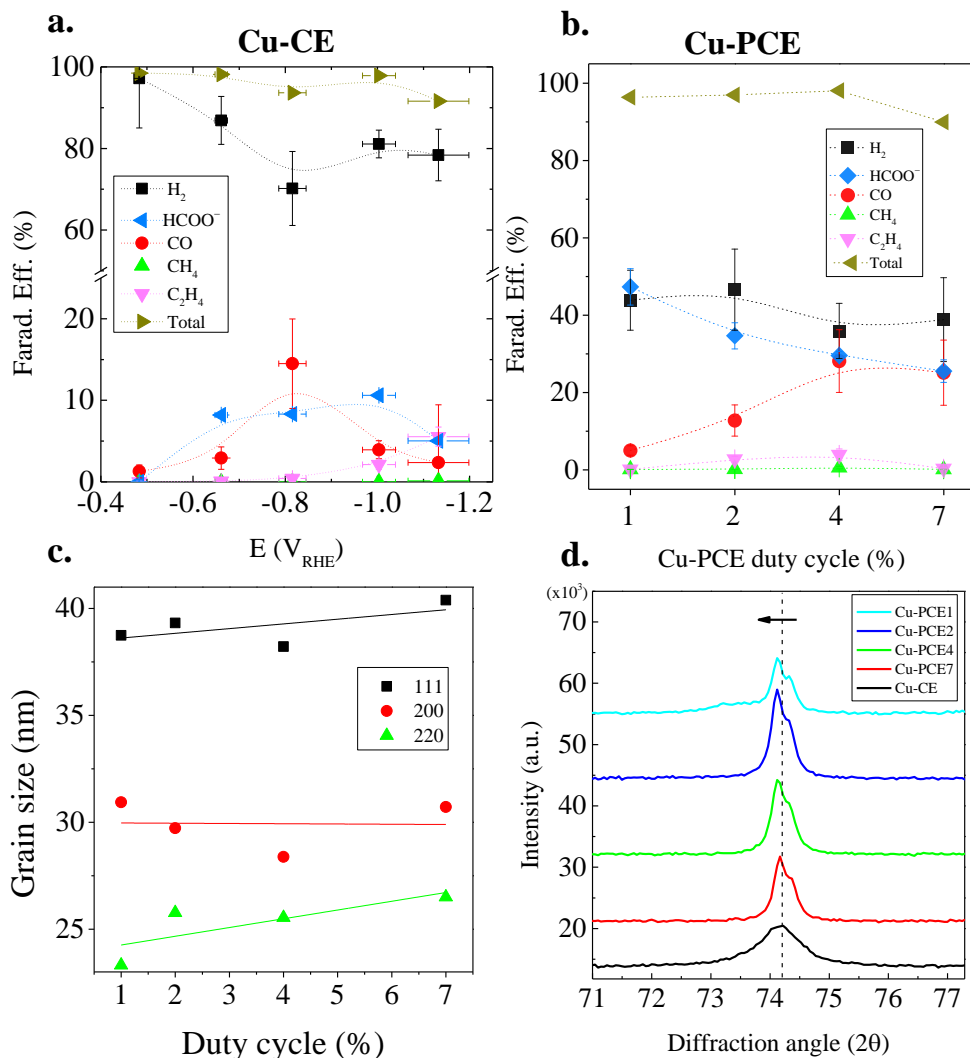 a.
Cu-CE
100
80
60
20
10
0
Farad. Eff. (%)
H₂
HCOO⁻
CO
CH₄
C₂H₄
Total
-0.4
-0.6
-0.8
-1.0
-1.2
E (V_RHE)
b.
Cu-PCE
100
80
60
40
20
0
Farad. Eff. (%)
H₂
HCOO⁻
CO
CH₄
C₂H₄
Total
1
2
4
7
Cu-PCE duty cycle (%)
c.
40
35
30
25
Grain size (nm)
111
200
220
1
2
3
4
5
6
7
Duty cycle (%)
d.
(x10³)
70
60
50
40
30
20
Intensity (a.u.)
Cu-PCE1
Cu-PCE2
Cu-PCE4
Cu-PCE7
Cu-CE
71
72
73
74
75
76
77
Diffraction angle (2θ)